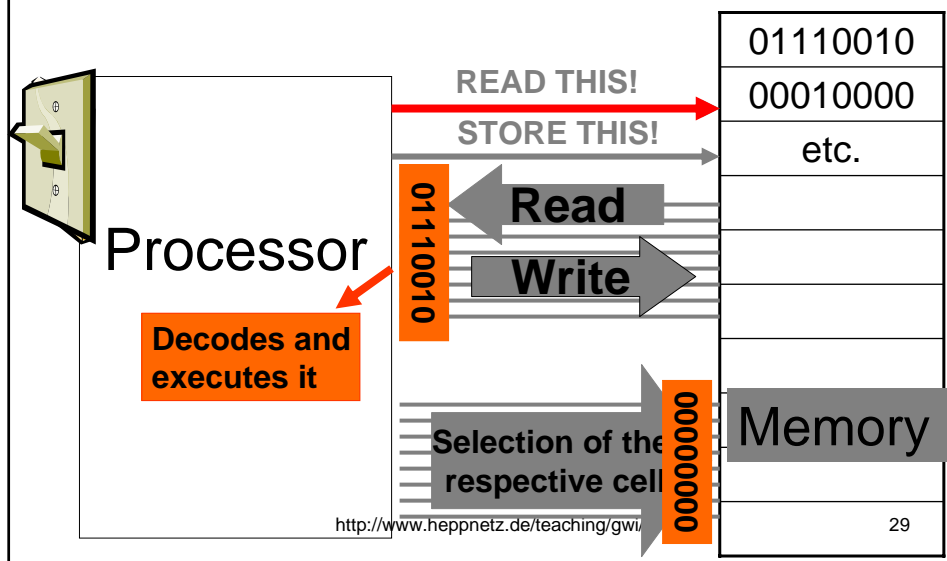 01110010
READ THIS!
00010000
STORE THIS!
etc.
01110010
Read
Processor
Write
Decodes and
executes it
00000000
Memory
Selection of the
respective cell
http://www.heppnetz.de/teaching/gwi/
29